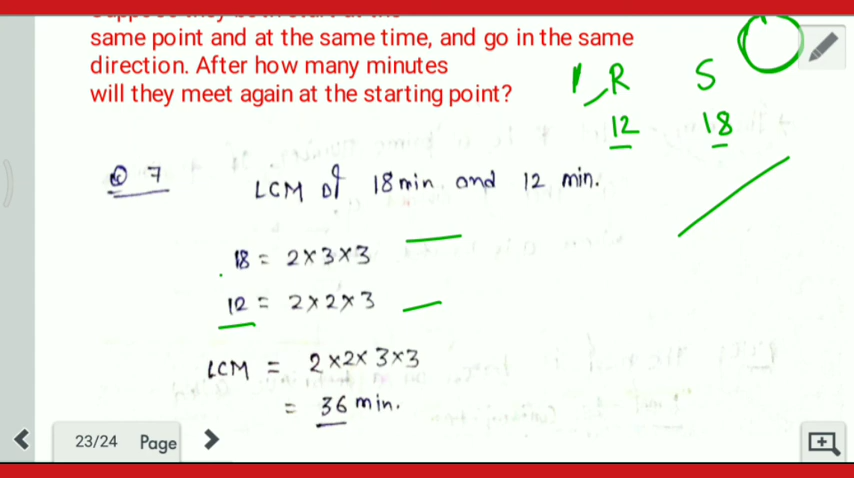 same point and at the same time, and go in the same
direction. After how many minutes
will they meet again at the starting point?
R S
12 18
Q 7
LCM of 18 min and 12 min.
18 = 2×3×3
12 = 2×2×3
LCM = 2×2×3×3
= 36 min.
23/24 Page